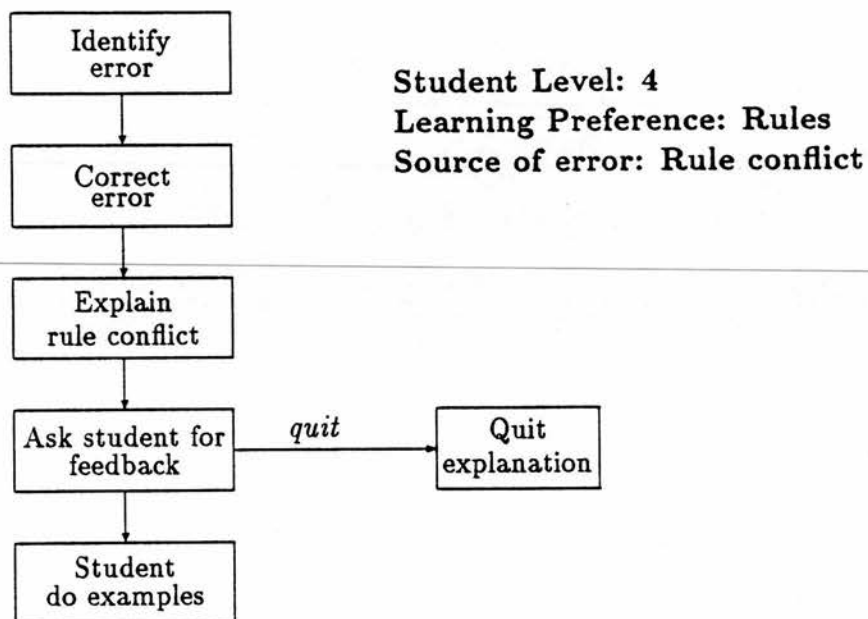 Identify
error
Student Level: 4
Learning Preference: Rules
Source of error: Rule conflict
Correct
error
Explain
rule conflict
Ask student for
feedback
quit
Quit
explanation
Student
do examples